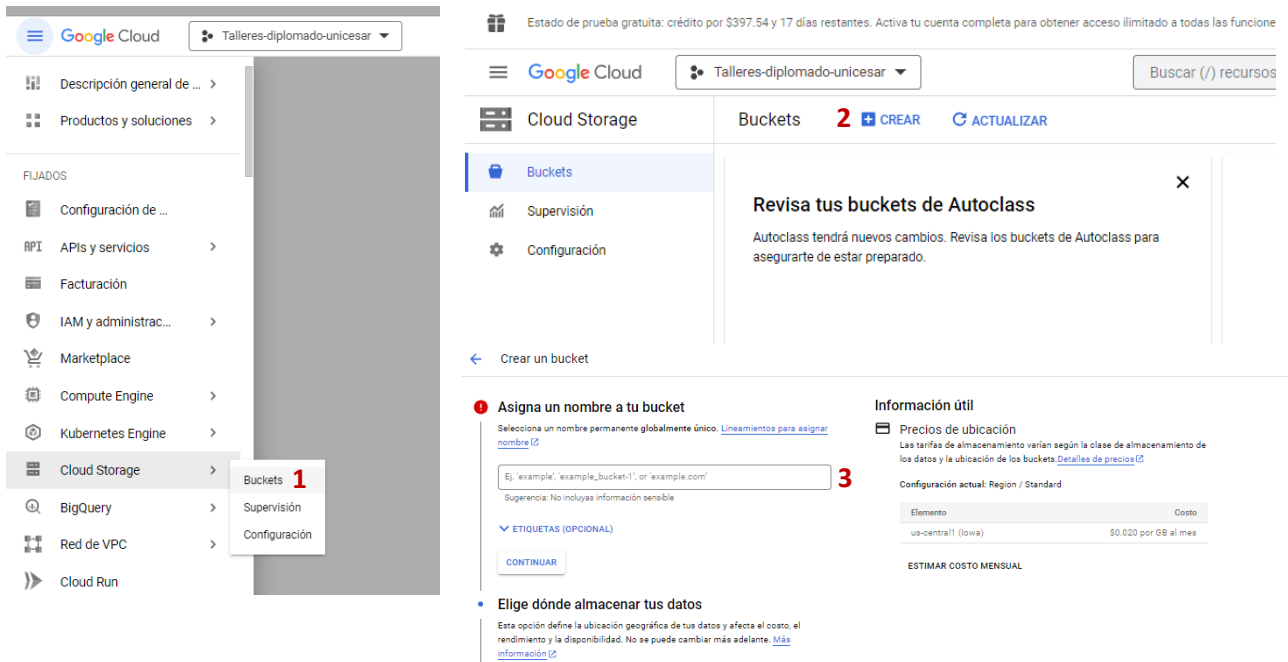 Google Cloud
Talleres-diplomado-unicesar
Descripción general de ...
Productos y soluciones
FIJADOS
Configuración de ...
API APIs y servicios
Facturación
IAM y administrac...
Marketplace
Compute Engine
Kubernetes Engine
Cloud Storage
BigQuery
Red de VPC
Cloud Run
Buckets 1
Supervisión
Configuración
Estado de prueba gratuita: crédito por $397.54 y 17 días restantes. Activa tu cuenta completa para obtener acceso ilimitado a todas las funcione
Google Cloud
Talleres-diplomado-unicesar
Buscar (/) recursos
Cloud Storage
Buckets 2 CREAR ACTUALIZAR
Buckets
Supervisión
Configuración
Revisa tus buckets de Autoclass
Autoclass tendrá nuevos cambios. Revisa los buckets de Autoclass para
asegurarte de estar preparado.
Crear un bucket
Asigna un nombre a tu bucket
Selecciona un nombre permanente globalmente único. Lineamientos para asignar
nombre
Ej. 'example', 'example_bucket-1', or 'example.com'
3
Sugerencia: No incluyas información sensible
ETIQUETAS (OPCIONAL)
CONTINUAR
Elige dónde almacenar tus datos
Esta opción define la ubicación geográfica de tus datos y afecta el costo, el
rendimiento y la disponibilidad. No se puede cambiar más adelante. Más
información
Información útil
Precios de ubicación
Las tarifas de almacenamiento varían según la clase de almacenamiento de
los datos y la ubicación de los buckets.Detalles de precios
Configuración actual: Region / Standard
Elemento Costo
us-central1 (Iowa) $0.020 por GB al mes
ESTIMAR COSTO MENSUAL